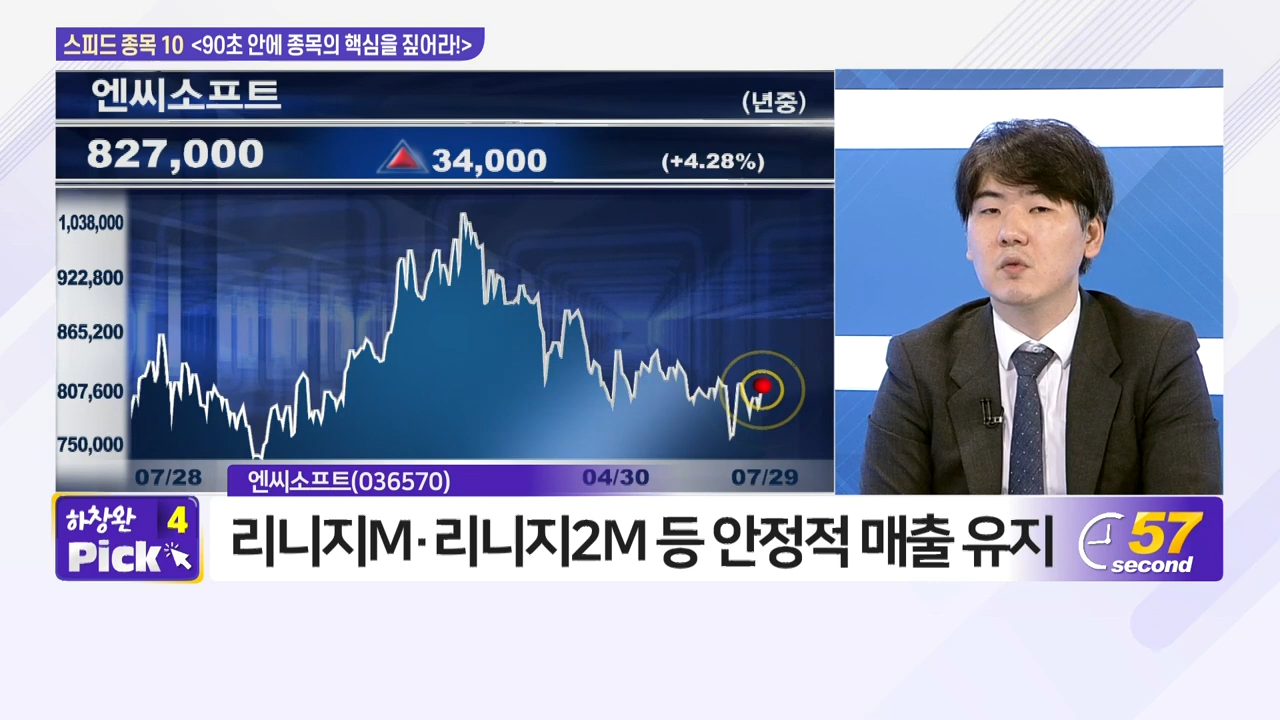 스피드 종목 10 <90초 안에 종목의 핵심을 짚어라!>
엔씨소프트
(년중)
827,000 34,000 (+4.28%)
1,038,000
922,800
865,200
807,600
750,000
07/28 04/30 07/29
엔씨소프트(036570)
하창완 4
Pick
리니지M·리니지2M 등 안정적 매출 유지
57
second